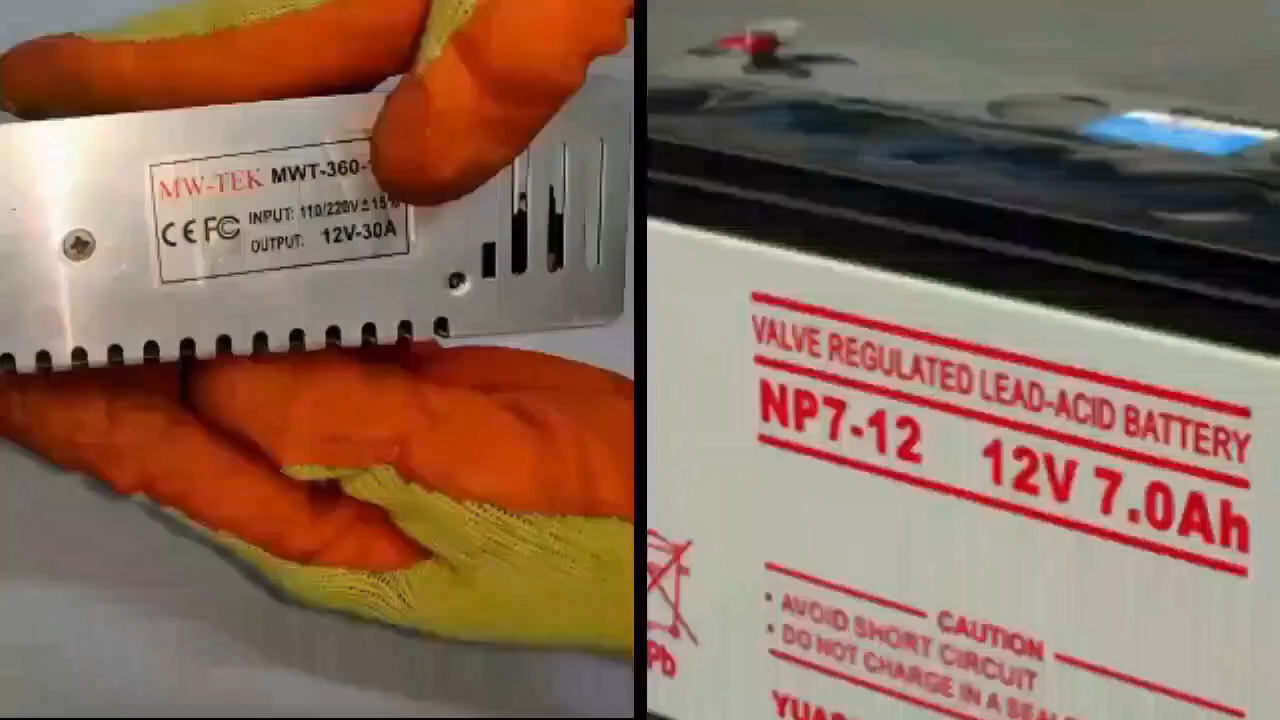 MW-TEK MWT-360-
CE FC INPUT: 110/220V±15%
OUTPUT: 12V-30A
VALVE REGULATED LEAD-ACID BATTERY
NP7-12 12V 7.0Ah
CAUTION
• AVOID SHORT CIRCUIT
• DO NOT CHARGE IN A
Pb